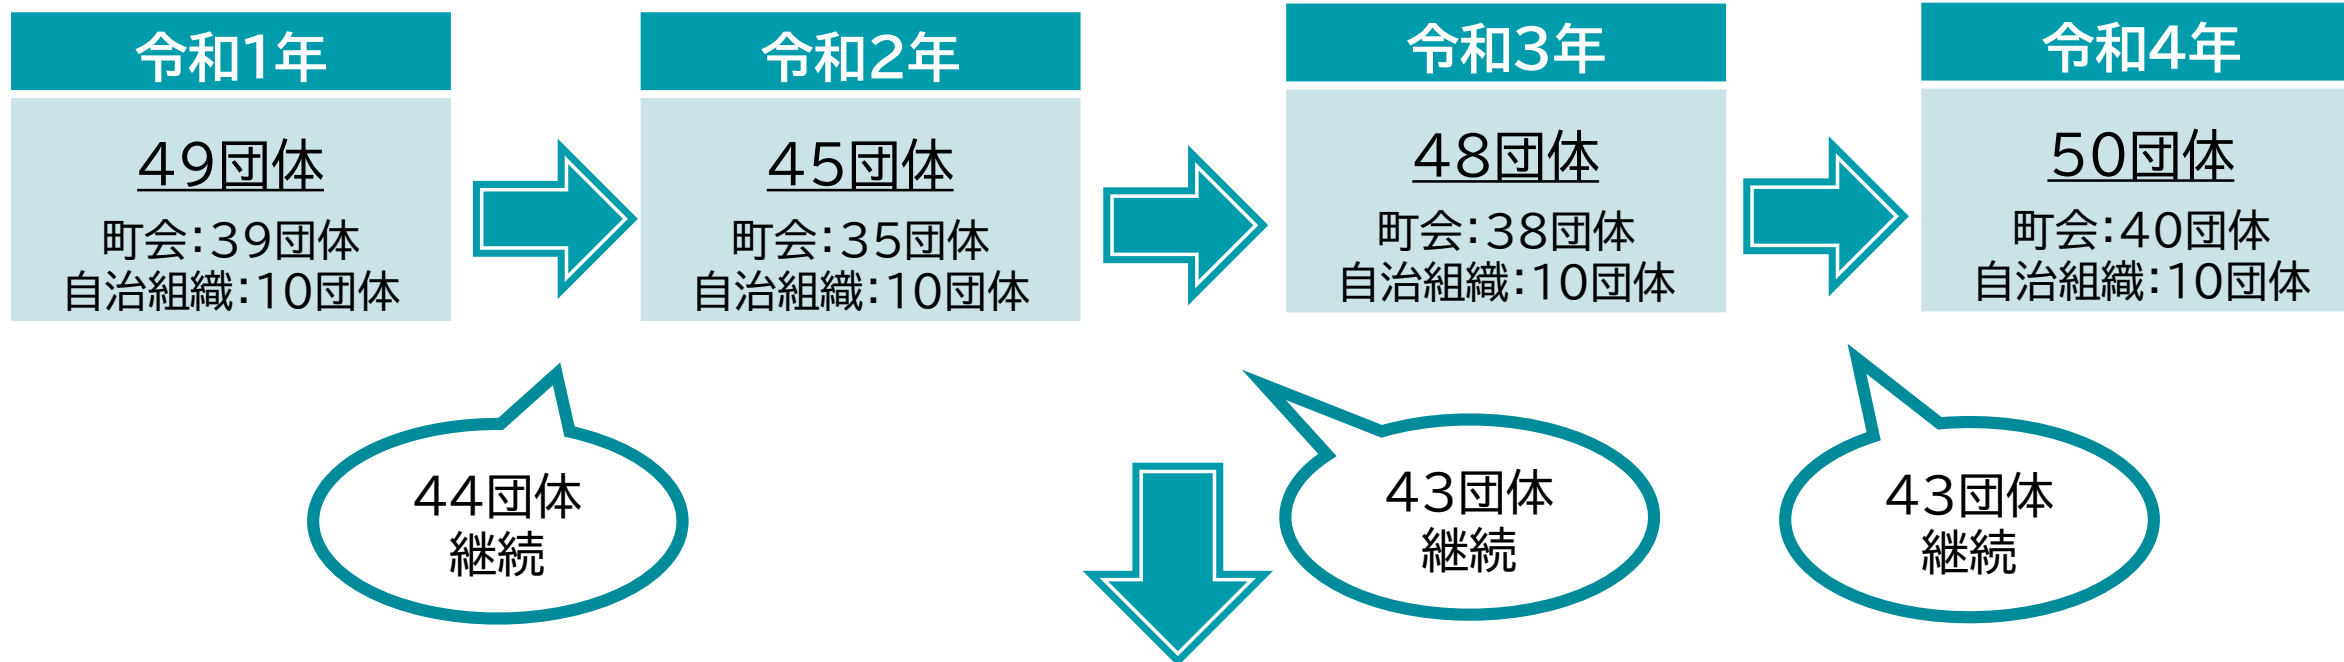 令和1年
49団体
町会：39団体
自治組織：10団体
令和2年
45団体
町会：35団体
自治組織：10団体
令和3年
48団体
町会：38団体
自治組織：10団体
令和4年
50団体
町会：40団体
自治組織：10団体
44団体
継続
43団体
継続
43団体
継続